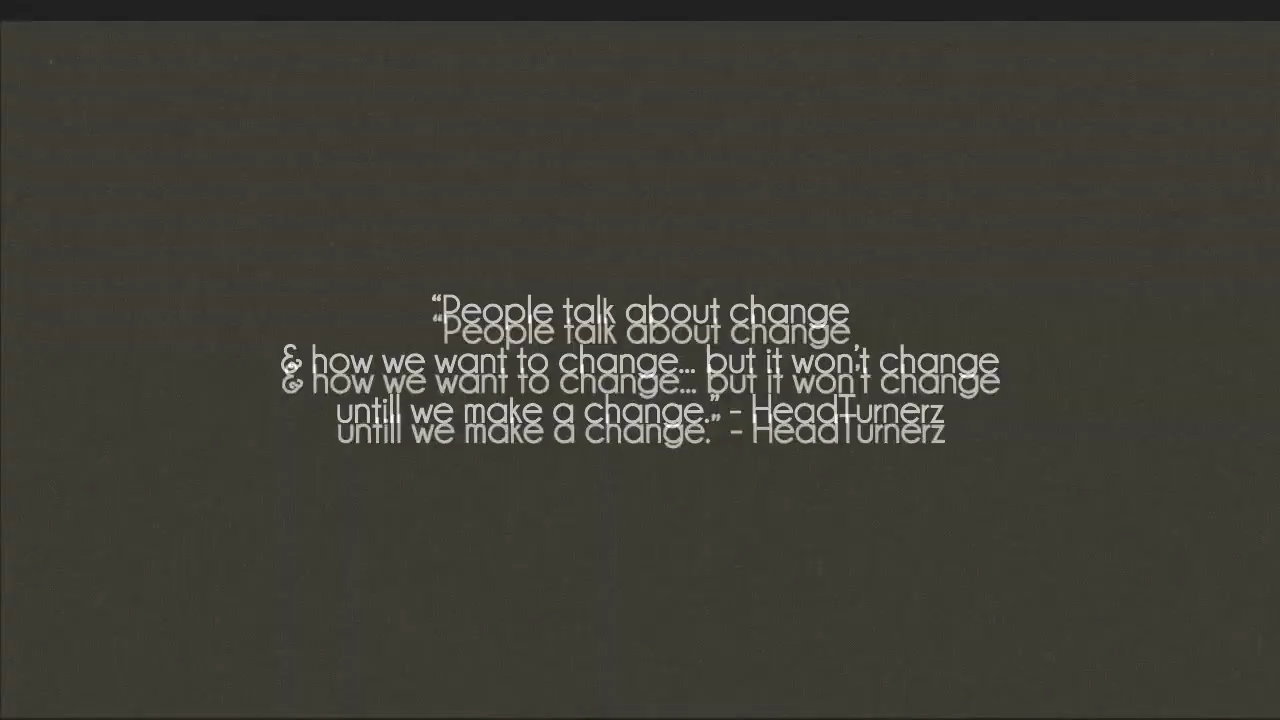 “People talk about change
& how we want to change... but it won't change
untill we make a change.” - HeadTurnerz